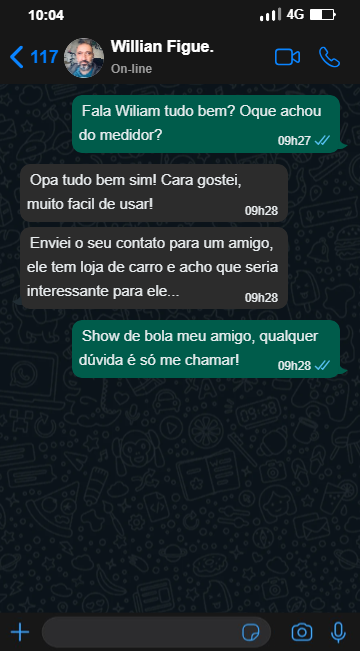 10:04
4G
117
Willian Figue.
On-line
Fala Wiliam tudo bem? Oque achou
do medidor?
09h27
Opa tudo bem sim! Cara gostei,
muito facil de usar!
09h28
Enviei o seu contato para um amigo,
ele tem loja de carro e acho que seria
interessante para ele...
09h28
Show de bola meu amigo, qualquer
dúvida é só me chamar!
09h28